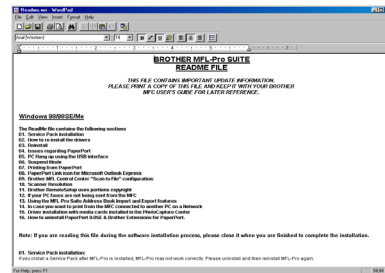 Readme.wri - WordPad
File Edit View Insert Format Help
Arial (Western) 14
BROTHER MFL-Pro SUITE
README FILE
THIS FILE CONTAINS IMPORTANT UPDATE INFORMATION.
PLEASE PRINT A COPY OF THIS FILE AND KEEP IT WITH YOUR BROTHER
MFC USER'S GUIDE FOR LATER REFERENCE.
Windows 98/98SE/Me
The ReadMe file contains the following sections
01. Service Pack installation
02. How to re-install the drivers
03. Reinstall
04. Issues regarding PaperPort
05. PC Hang up using the USB interface
06. Suspend Mode
07. Printing from PaperPort
08. PaperPort Link icon for Microsoft Outlook Express
09. Brother MFL Control Center "Scan to File" configuration:
10. Scanner Resolution
11. Brother RemoteSetup uses portions copyright
12. If your PC faxes are not being sent from the MFC
13. Using the MFL-Pro Suite Address Book Import and Export features
14. In case you want to print from the MFC connected to another PC on a Network
15. Driver installation with media cards installed in the PhotoCapture Center
16. How to uninstall PaperPort 8.0SE & Brother Extensions for PaperPort.
Note: If you are reading this file during the software installation process, please close it when you are finished to complete the installation.
01. Service Pack installation:
If you install a Service Pack after MFL-Pro is installed, MFL-Pro may not work correctly. Please uninstall and then reinstall MFL-Pro again.
For Help, press F1